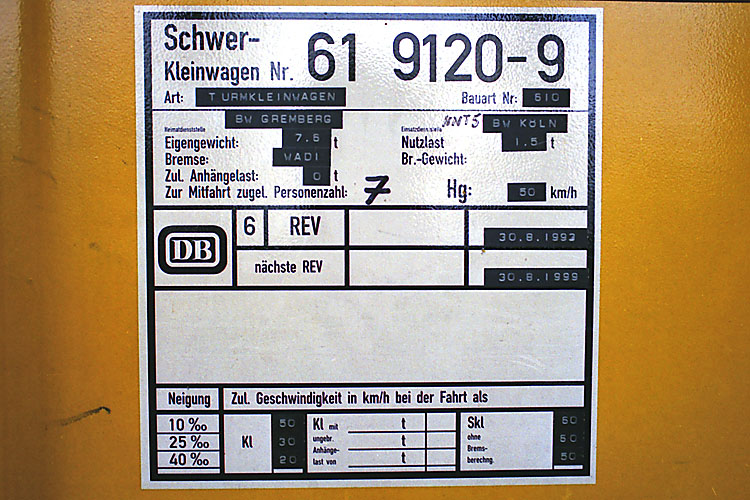 Schwer-
Kleinwagen Nr. 61 9120-9
Art: TURMKLEINWAGEN Bauart Nr: 610
BW GREMBERG NNT5 BW KÖLN
Heimatdienststelle Einsatzdienststelle
Eigengewicht: 7.5 t Nutzlast 1.5 t
Bremse: WADI Br.-Gewicht:
Zul. Anhängelast: 0 t
Zur Mitfahrt zugel. Personenzahl: 7 Hg: 50 km/h
DB 6 REV 30.8.1993
nächste REV 30.8.1999
Neigung Zul. Geschwindigkeit in km/h bei der Fahrt als
10 ‰ Kl 50 Kl mit t Skl 60
25 ‰ 30 ungebr. t ohne 60
40 ‰ 20 Anhänge- Brems- 50
last von t berechng.